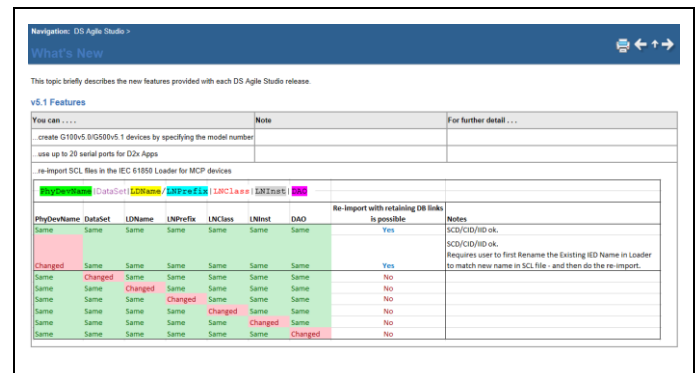 Navigation: DS Agile Studio >
What's New
This topic briefly describes the new features provided with each DS Agile Studio release.
v5.1 Features
You can . . . . Note For further detail . . .
...create G100v5.0/G500v5.1 devices by specifying the model number
...use up to 20 serial ports for D2x Apps
...re-import SCL files in the IEC 61850 Loader for MCP devices
PhyDevName|DataSet|LDName/LNPrefix|LNClass|LNInst|DAO
Re-import with retaining DB links
PhyDevName DataSet LDName LNPrefix LNClass LNInst DAO is possible Notes
Same Same Same Same Same Same Same Yes SCD/CID/IID ok.
SCD/CID/IID ok.
Requires user to first Rename the Existing IED Name in Loader
Changed Same Same Same Same Same Same Yes to match new name in SCL file - and then do the re-import.
Same Changed Same Same Same Same Same No
Same Same Changed Same Same Same Same No
Same Same Same Changed Same Same Same No
Same Same Same Same Changed Same Same No
Same Same Same Same Same Changed Same No
Same Same Same Same Same Same Changed No